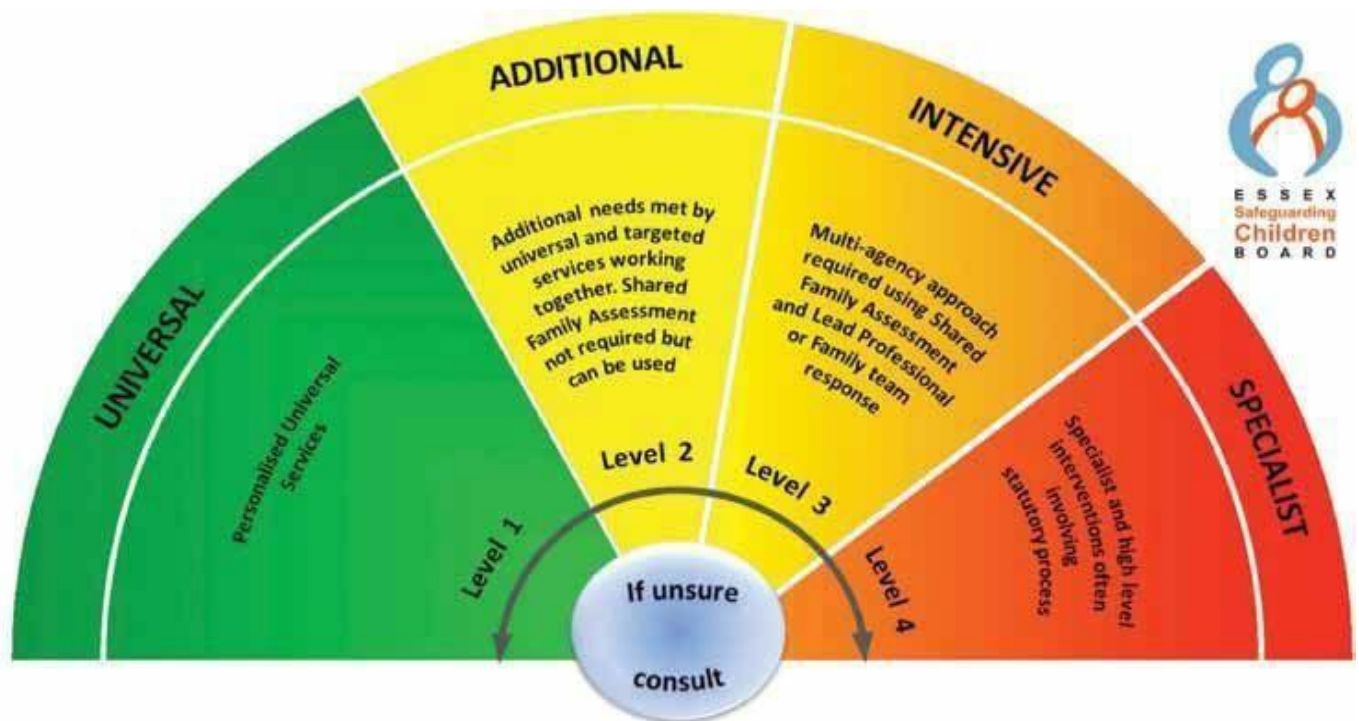 UNIVERSAL
Personalised Universal
Services
Level 1
ADDITIONAL
Additional needs met by
universal and targeted
services working
together. Shared
Family Assessment
not required but
can be used
Level 2
INTENSIVE
Multi-agency approach
required using Shared
Family Assessment
and Lead Professional
or Family team
response
Level 3
SPECIALIST
Specialist and high level
interventions often
involving
statutory process
Level 4
If unsure
consult
ESSEX
Safeguarding
Children
BOARD